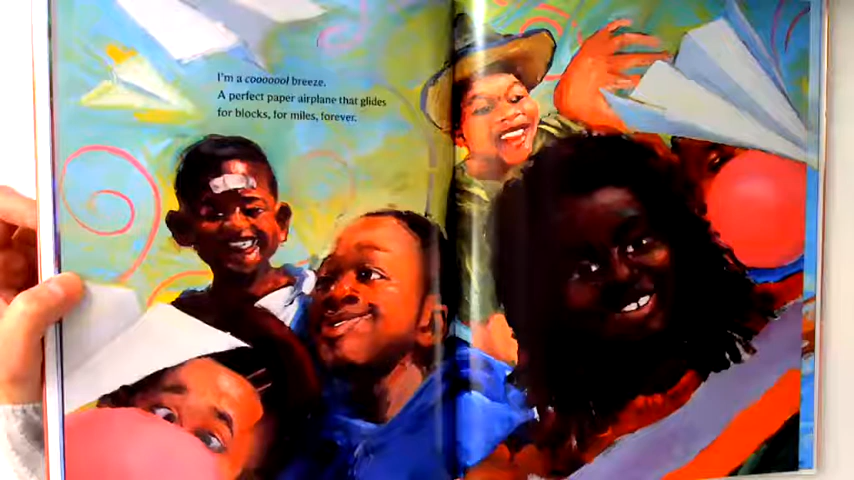 I'm a cooooool breeze.
A perfect paper airplane that glides
for blocks, for miles, forever.